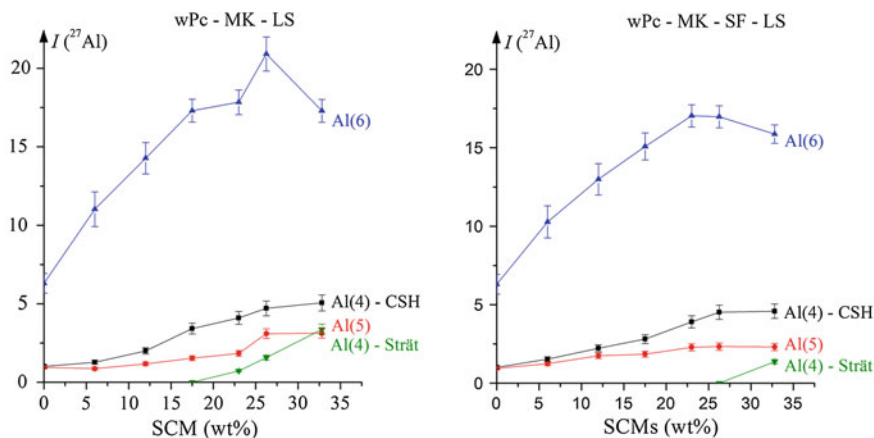 wPc - MK - LS
I (27Al)
20
15
10
5
0
Al(6)
Al(4) - CSH
Al(5)
Al(4) - Strät
0 5 10 15 20 25 30 35
SCM (wt%)
wPc - MK - SF - LS
I (27Al)
20
15
10
5
0
Al(6)
Al(4) - CSH
Al(5)
Al(4) - Strät
0 5 10 15 20 25 30 35
SCMs (wt%)